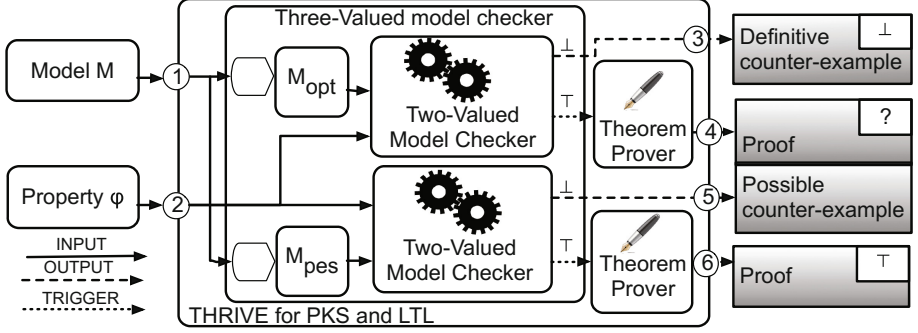 Three-Valued model checker
Model M
1
M opt
Two-Valued
Model Checker
⊥
⊤
Theorem
Prover
3
Definitive
counter-example
⊥
4
Proof
?
Property φ
2
M pes
Two-Valued
Model Checker
⊥
⊤
Theorem
Prover
5
Possible
counter-example
6
Proof
⊤
INPUT
OUTPUT
TRIGGER
THRIVE for PKS and LTL